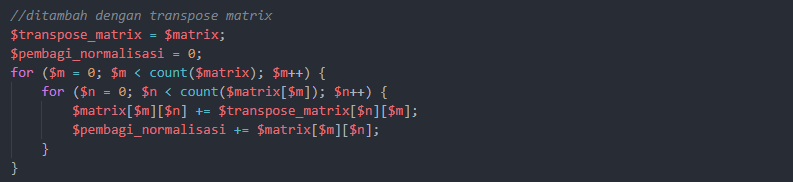 //ditambah dengan transpose matrix
$transpose_matrix = $matrix;
$pembagi_normalisasi = 0;
for ($m = 0; $m < count($matrix); $m++) {
    for ($n = 0; $n < count($matrix[$m]); $n++) {
        $matrix[$m][$n] += $transpose_matrix[$n][$m];
        $pembagi_normalisasi += $matrix[$m][$n];
    }
}